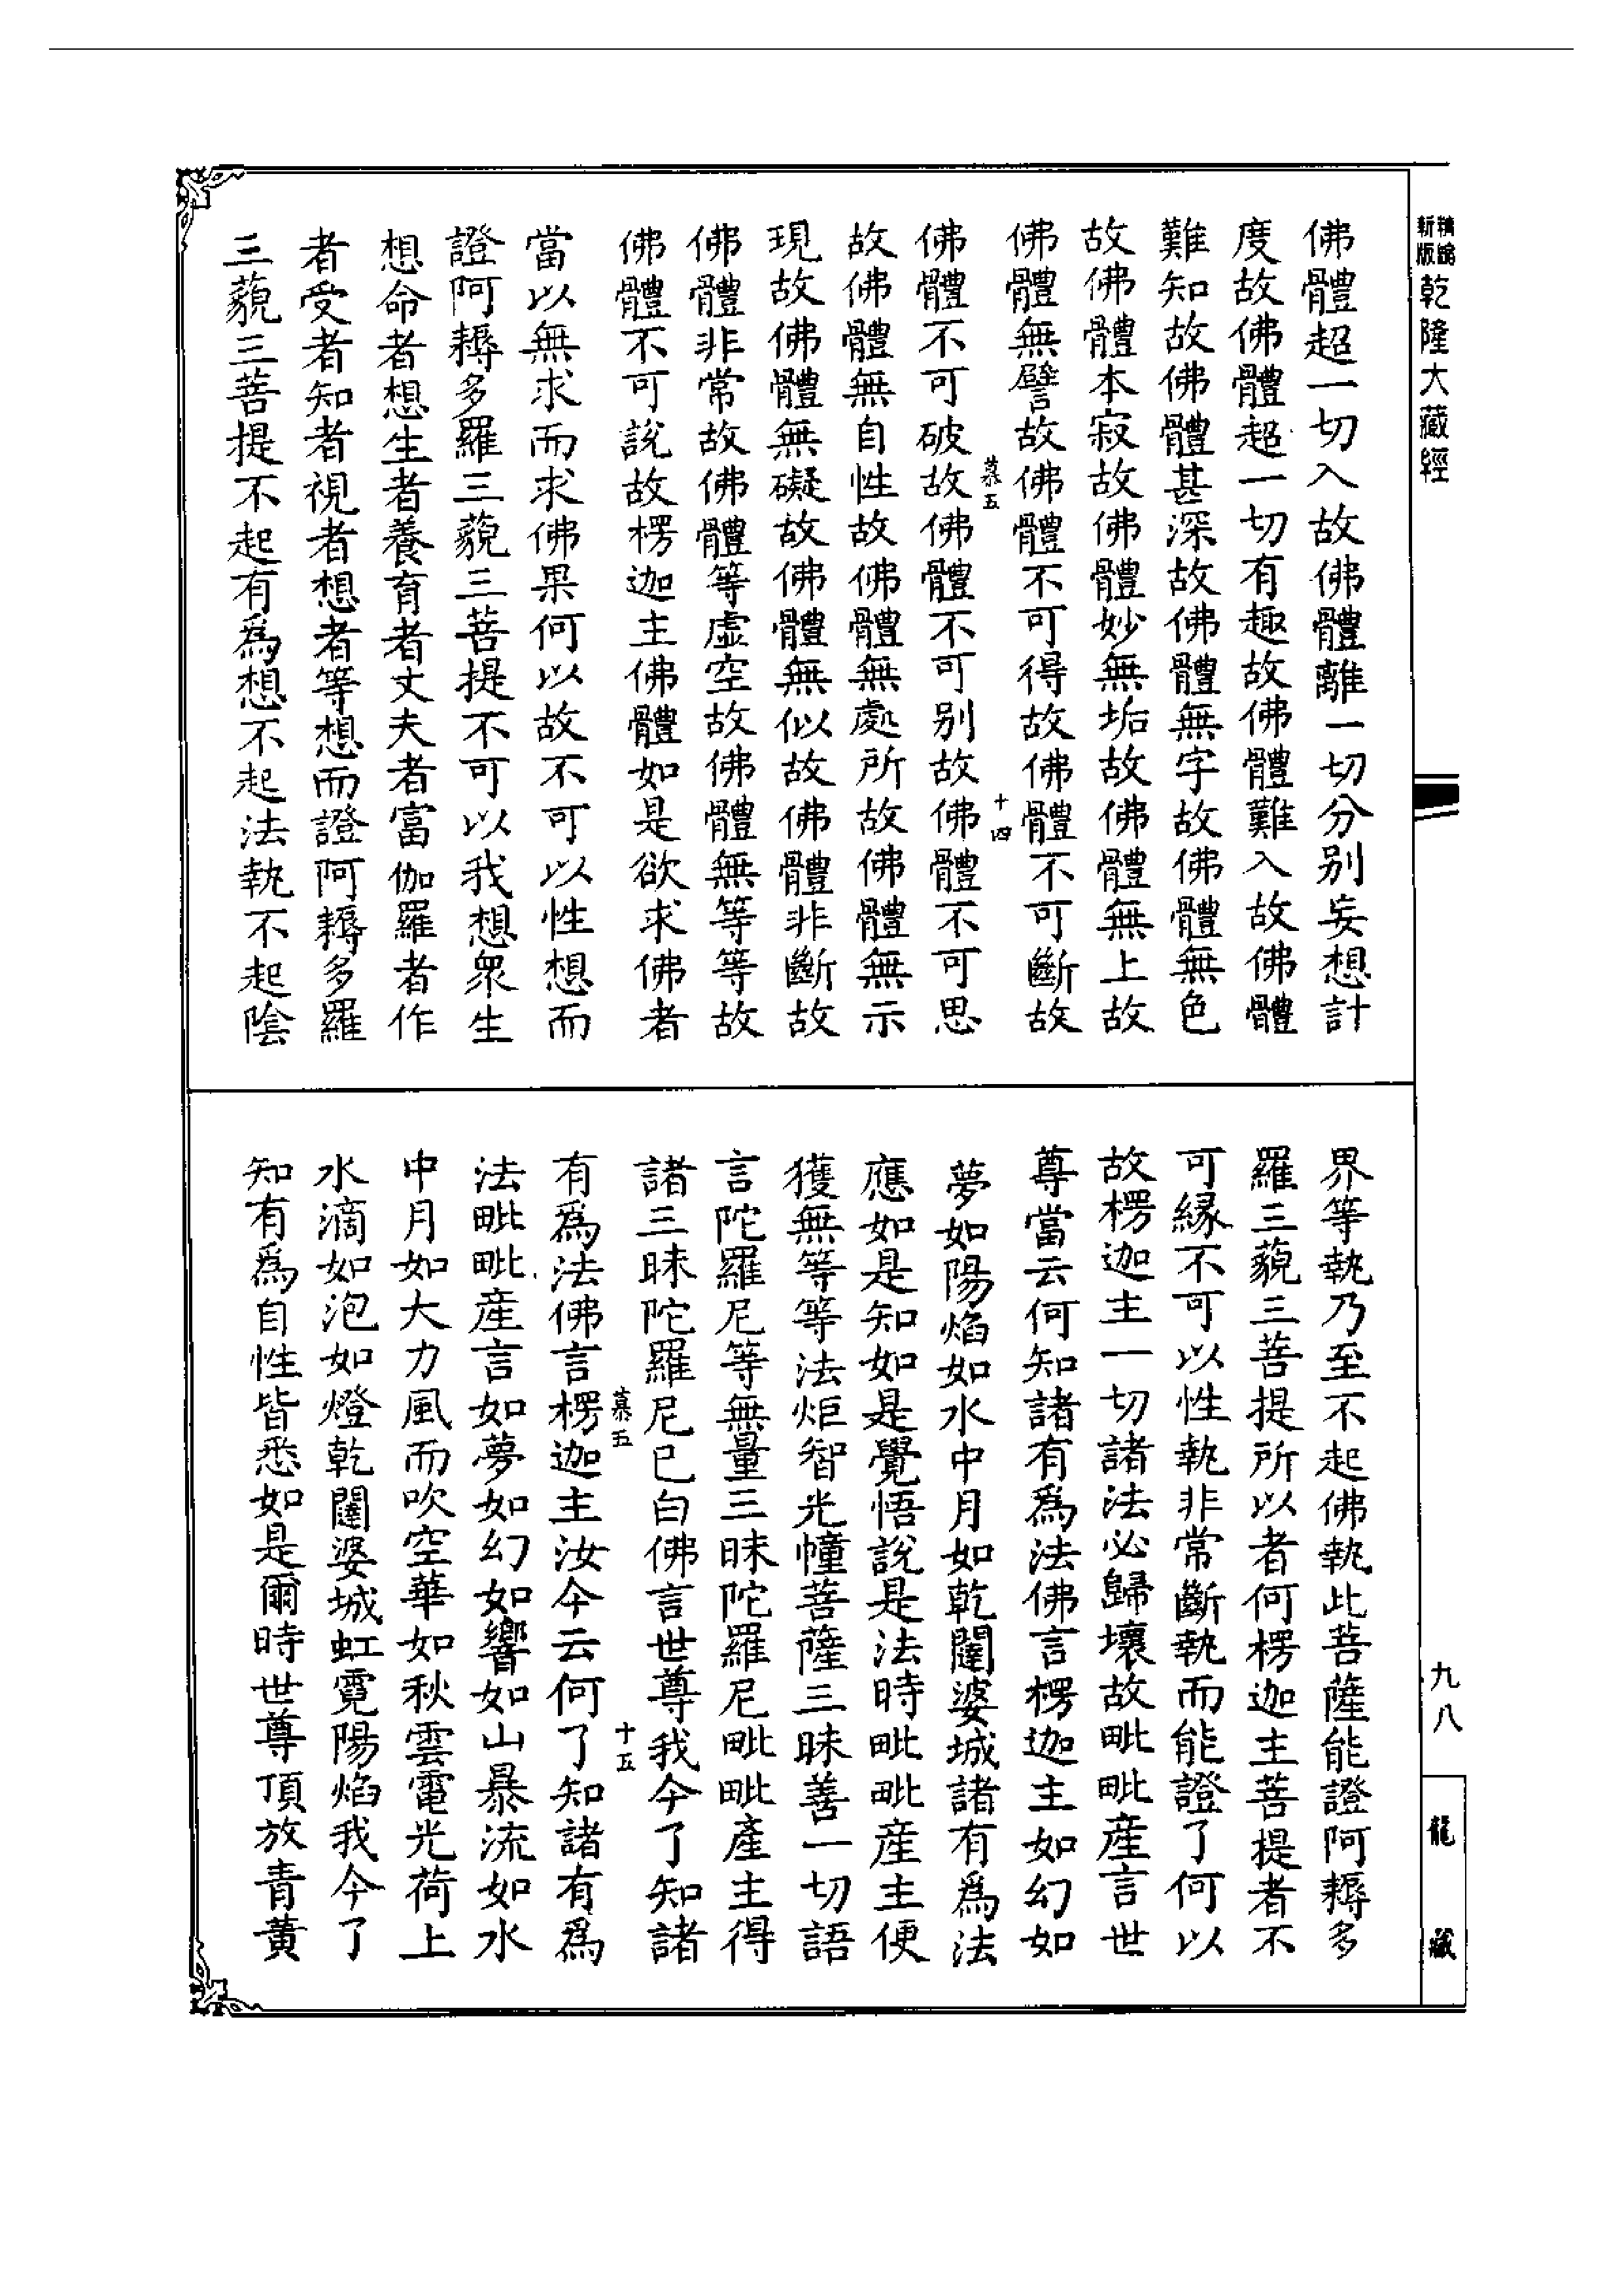 新編
新版
乾隆大藏經
佛體超一切入故佛體離一切分別妄想計
度故佛體超一切有趣故佛體難入故佛體
難知故佛體甚深故佛體無字故佛體無色
故佛體本寂故佛體妙無垢故佛體無上故
佛體無譬故佛體不可得故佛體不可斷故
慕五
十四
佛體不可破故佛體不可別故佛體不可思
故佛體無自性故佛體無處所故佛體無示
現故佛體無礙故佛體無似故佛體非斷故
佛體非常故佛體等虛空故佛體無等等故
佛體不可說故楞迦主佛體如是欲求佛者
當以無求而求佛果何以故不可以性想而
證阿耨多羅三藐三菩提不可以我想眾生
想命者想生者養育者丈夫者富伽羅者作
者受者知者視者想者等想而證阿耨多羅
三藐三菩提不起有為想不起法執不起陰
界等執乃至不起佛執此菩薩能證阿耨多
羅三藐三菩提所以者何楞迦主菩提者不
可緣不可以性執非常斷執而能證了何以
故楞迦主一切諸法必歸壞故毗毗產言世
尊當云何知諸有為法佛言楞迦主如幻如
夢如陽焰如水中月如乾闥婆城諸有為法
應如是知如是覺悟說是法時毗毗產主便
獲無等等法炬智光幢菩薩三昧善一切語
言陀羅尼等無量三昧陀羅尼毗毗產主得
諸三昧陀羅尼已白佛言世尊我今了知諸
慕五
十五
有為法佛言楞迦主汝今云何了知諸有為
法毗毗產言如夢如幻如響如山暴流如水
中月如大力風而吹空華如秋雲電光荷上
水滴如泡如燈乾闥婆城虹霓陽焰我今了
知有為自性皆悉如是爾時世尊頂放青黃
九八
龍藏